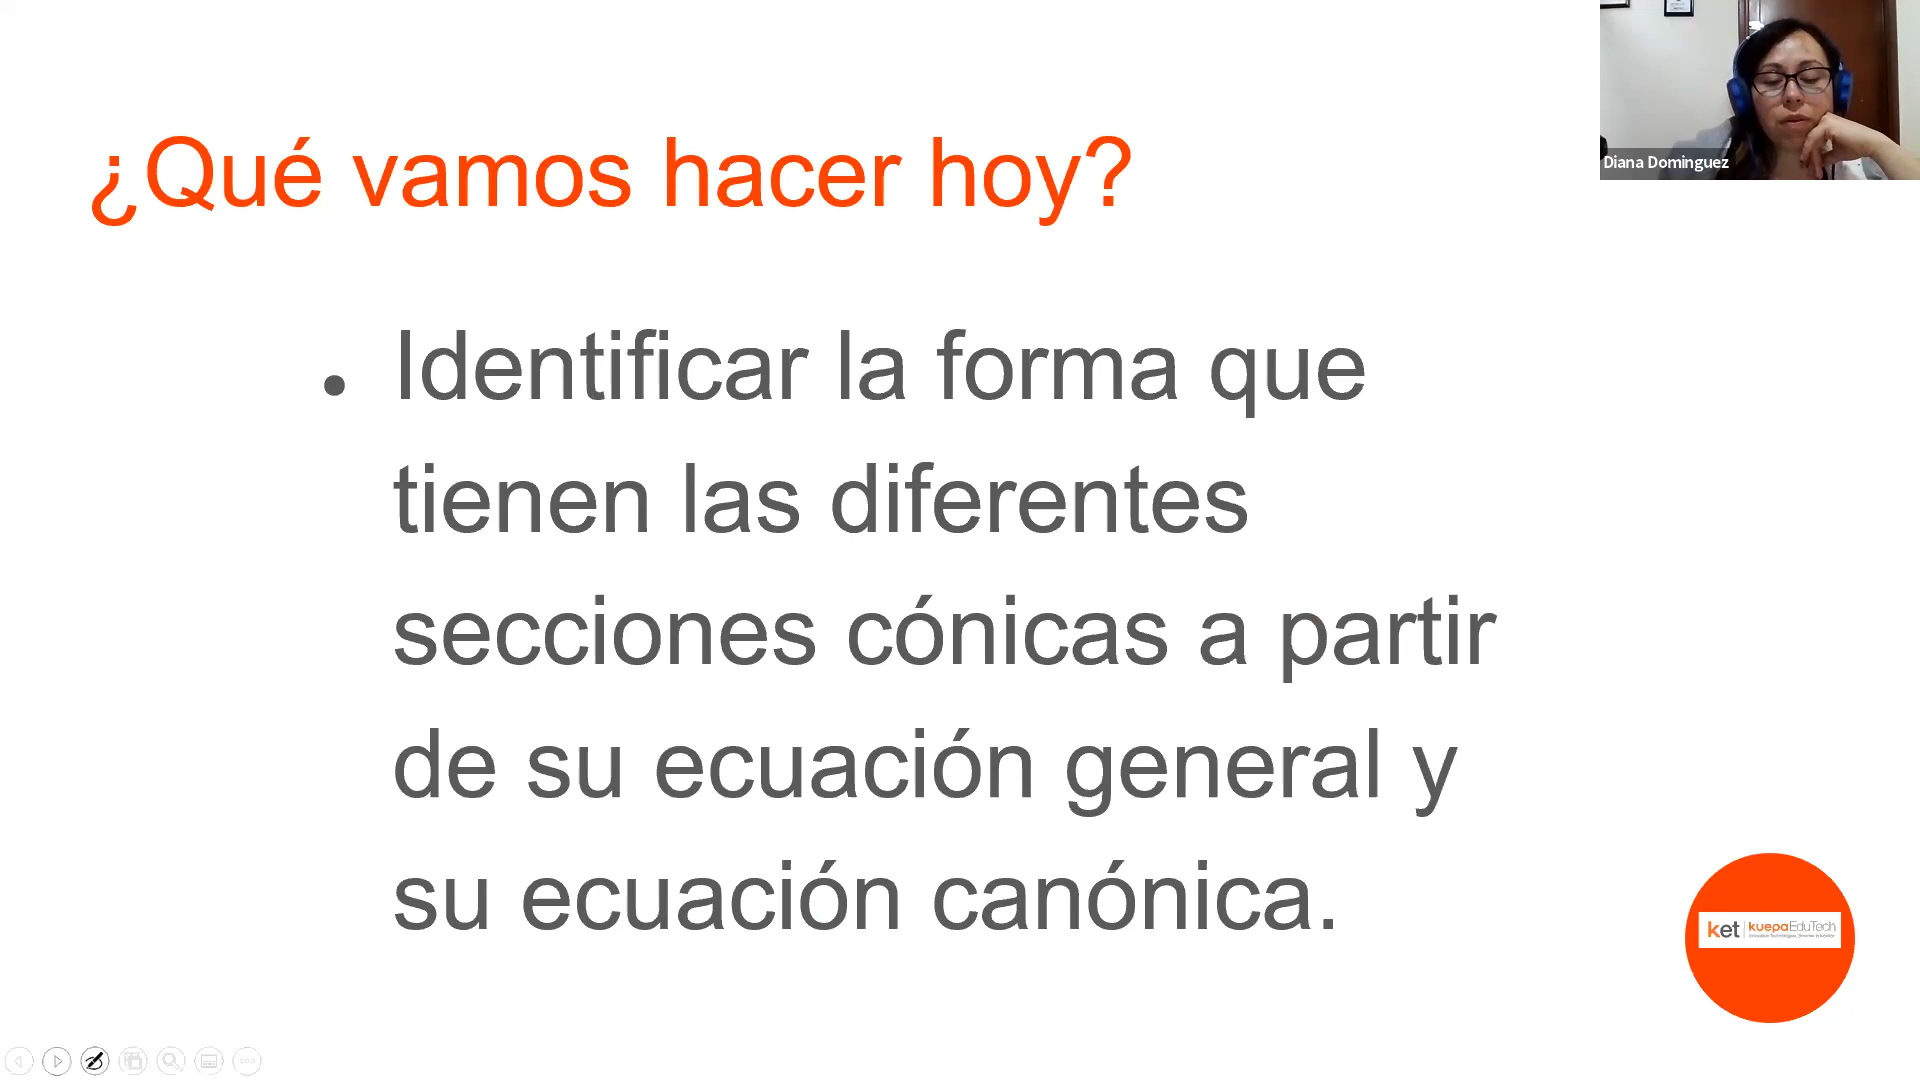 ¿Qué vamos hacer hoy?
Diana Dominguez
• Identificar la forma que
tienen las diferentes
secciones cónicas a partir
de su ecuación general y
su ecuación canónica.
ket | kuepaEduTech